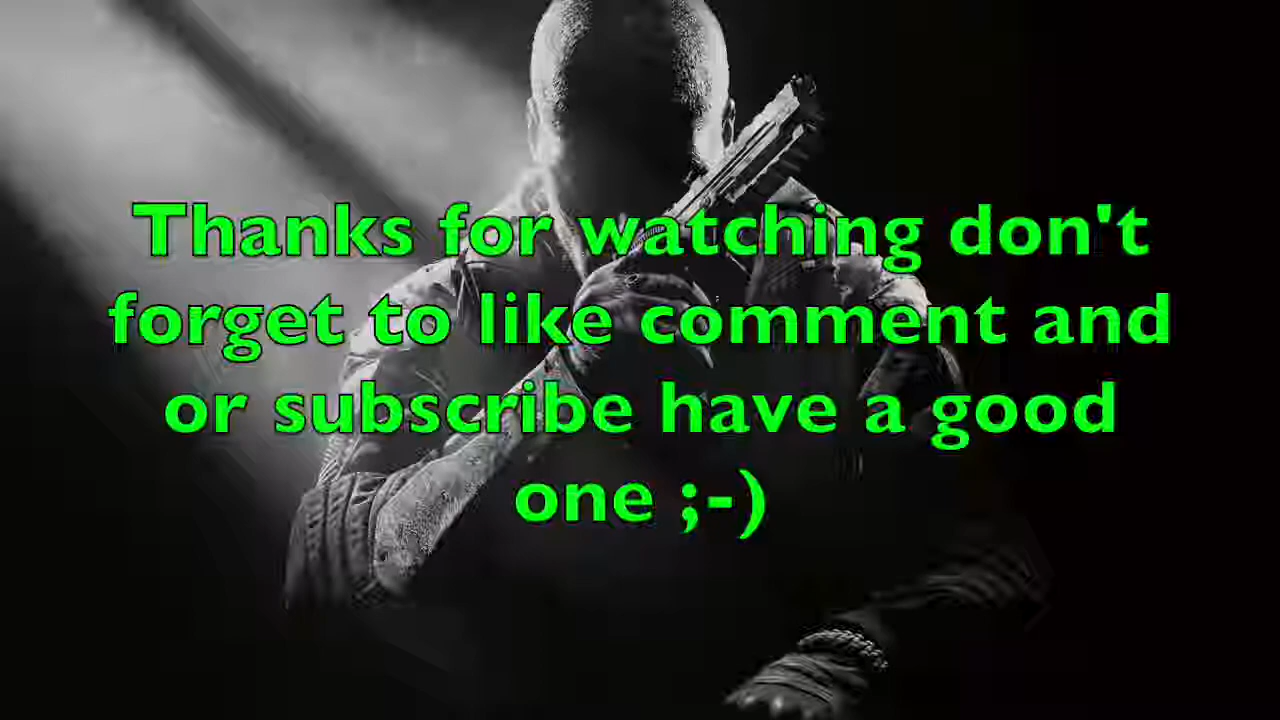 Thanks for watching don't
forget to like comment and
or subscribe have a good
one ;-)